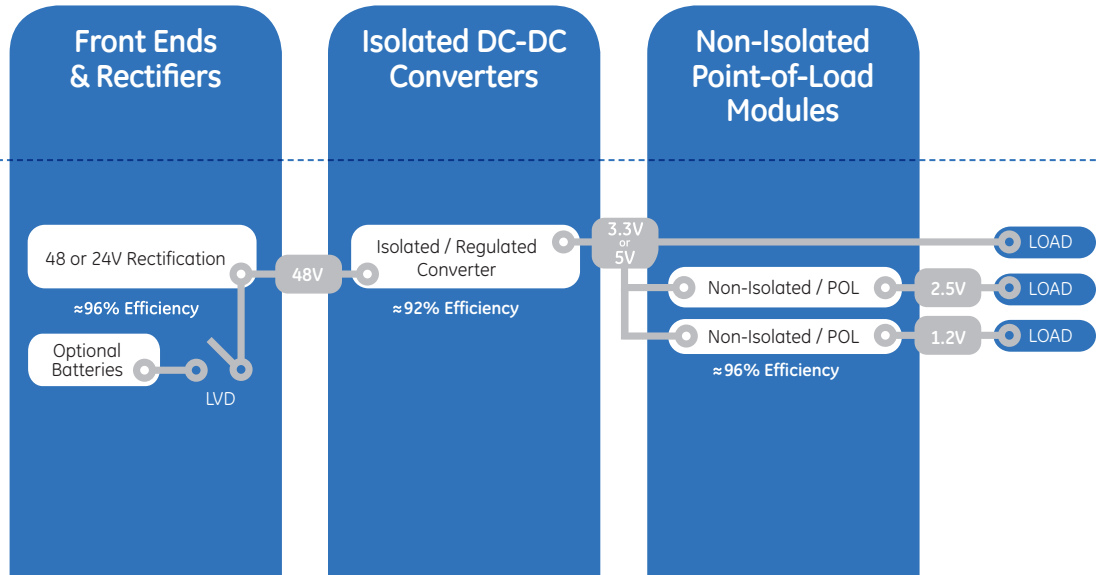 Front Ends
& Rectifiers
Isolated DC-DC
Converters
Non-Isolated
Point-of-Load
Modules
48 or 24V Rectification
≈96% Efficiency
Optional
Batteries
LVD
48V
Isolated / Regulated
Converter
≈92% Efficiency
3.3V
or
5V
LOAD
Non-Isolated / POL
2.5V
LOAD
Non-Isolated / POL
1.2V
LOAD
≈96% Efficiency